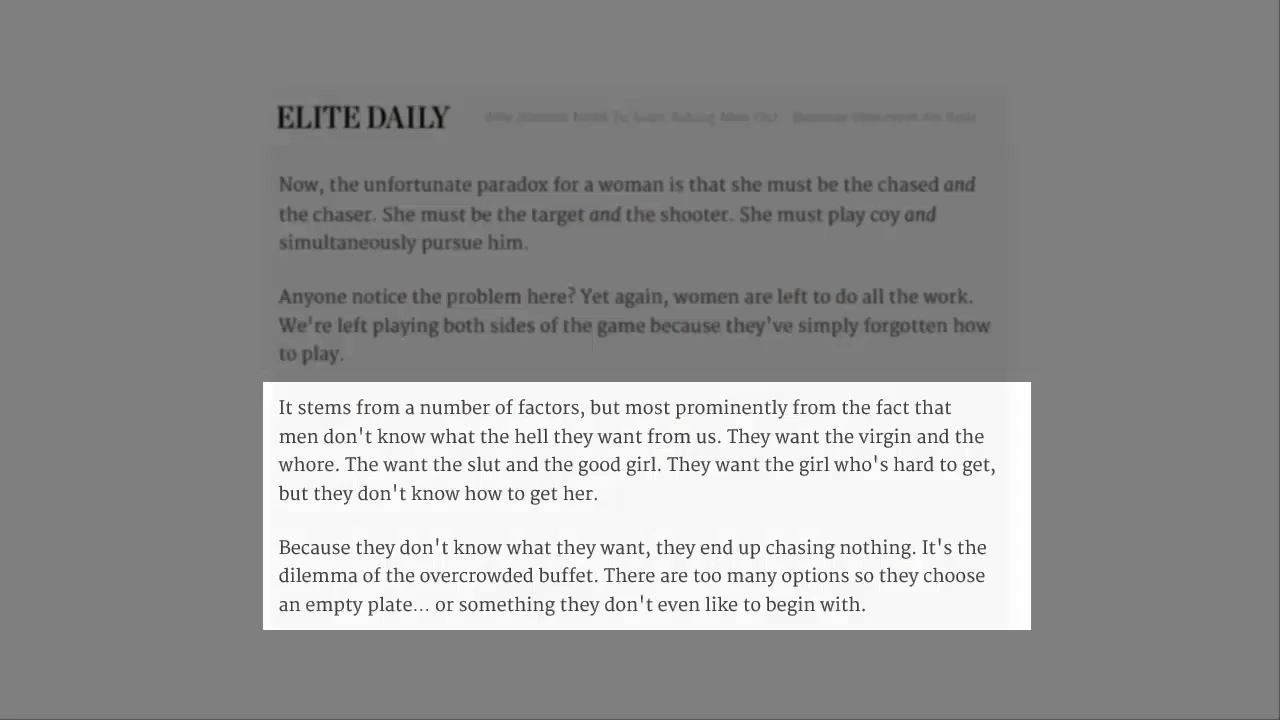 ELITE DAILY
Now, the unfortunate paradox for a woman is that she must be the chased and
the chaser. She must be the target and the shooter. She must play coy and
simultaneously pursue him.
Anyone notice the problem here? Yet again, women are left to do all the work.
We're left playing both sides of the game because they've simply forgotten how
to play.
It stems from a number of factors, but most prominently from the fact that
men don't know what the hell they want from us. They want the virgin and the
whore. The want the slut and the good girl. They want the girl who's hard to get,
but they don't know how to get her.
Because they don't know what they want, they end up chasing nothing. It's the
dilemma of the overcrowded buffet. There are too many options so they choose
an empty plate... or something they don't even like to begin with.